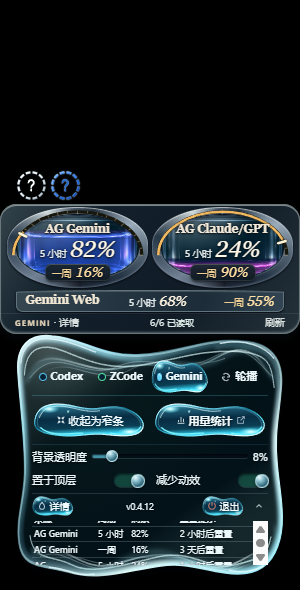 ? ?
AG Gemini AG Claude/GPT
5 小时 82% 5 小时 24%
一周 16% 一周 90%
Gemini Web 5 小时 68% 一周 55%
GEMINI · 详情 6/6 已读取 刷新
Codex ZCode Gemini 轮播
收起为窄条 用量统计
背景透明度 8%
置于顶层 减少动效
详情 v0.4.12 退出
AG Gemini 5 小时 82% 2 小时后重置
AG Gemini 一周 16% 3 天后重置